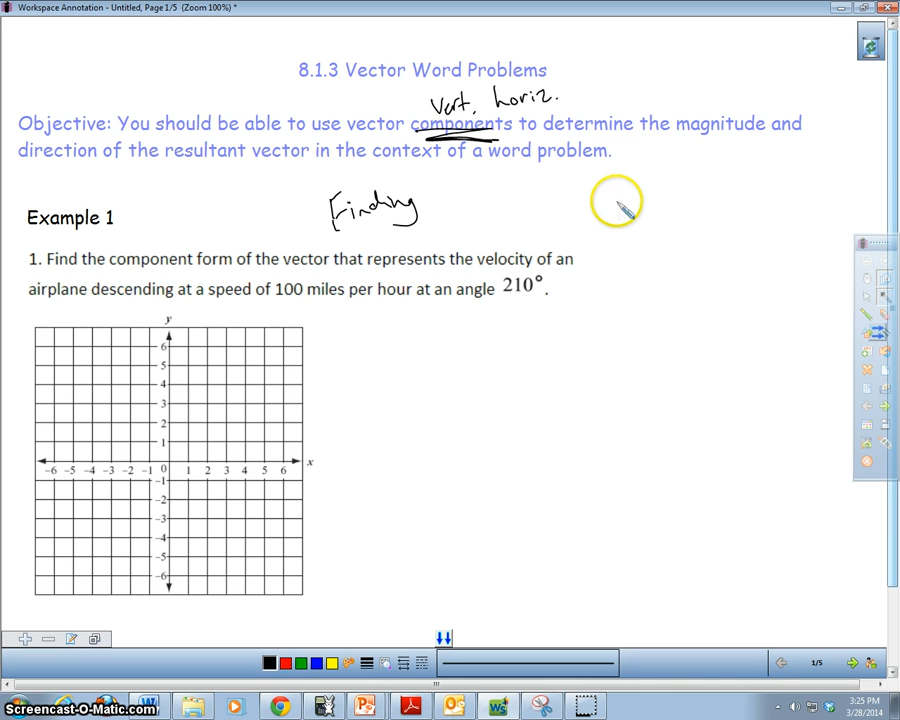 Workspace Annotation - Untitled, Page 1/5 (Zoom 100%) *
8.1.3 Vector Word Problems
vert, horiz.
Objective: You should be able to use vector components to determine the magnitude and
direction of the resultant vector in the context of a word problem.
Finding
Example 1
1. Find the component form of the vector that represents the velocity of an
airplane descending at a speed of 100 miles per hour at an angle 210°.
y
6
5
4
3
2
1
-6 -5 -4 -3 -2 -1 0 1 2 3 4 5 6 x
-1
-2
-3
-4
-5
-6
1/5
3:25 PM
3/28/2014
Screencast-O-Matic.com